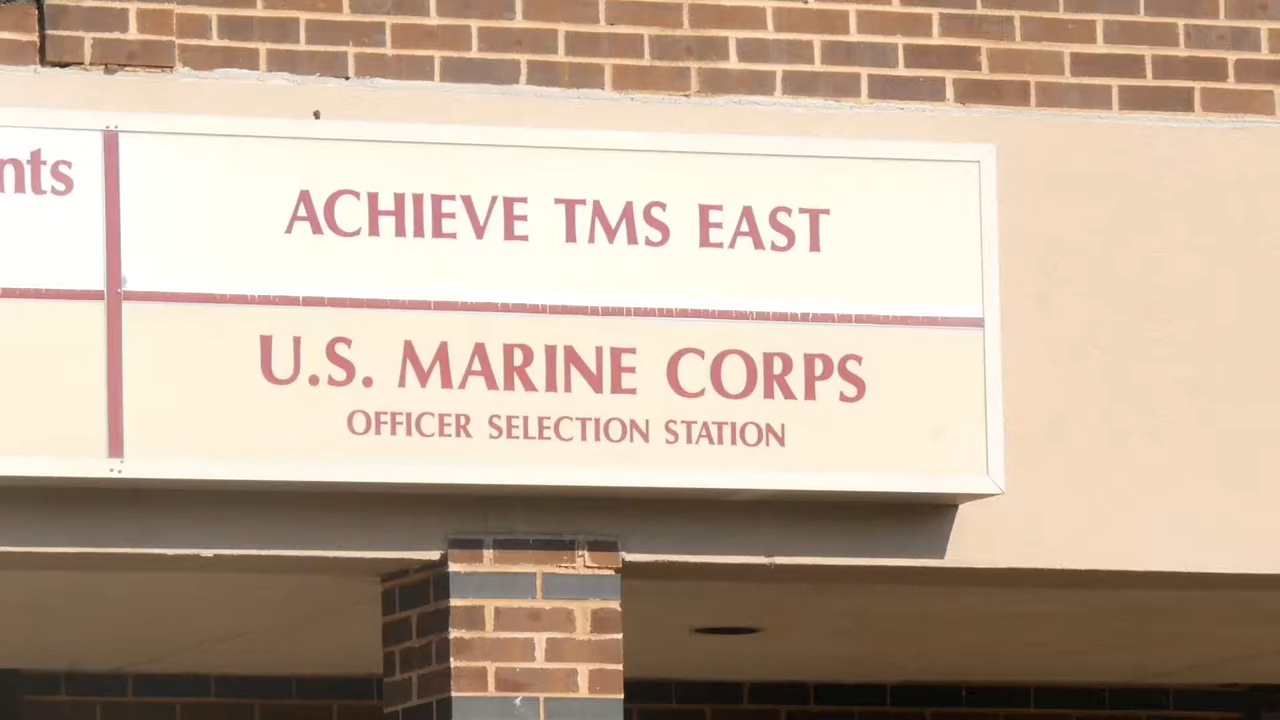 nts
ACHIEVE TMS EAST
U.S. MARINE CORPS
OFFICER SELECTION STATION